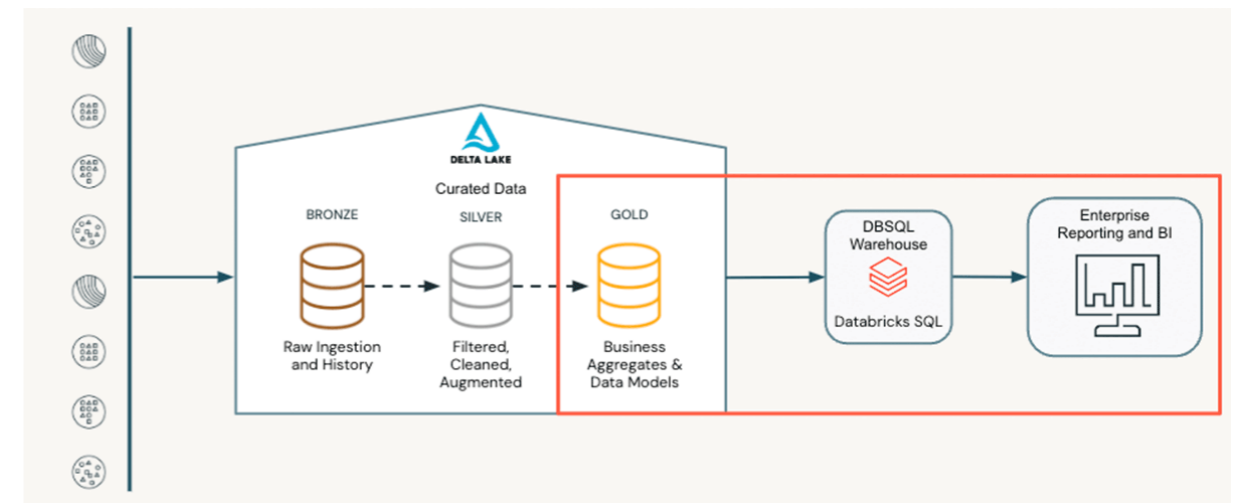 DELTA LAKE
Curated Data
BRONZE
SILVER
GOLD
Raw Ingestion
and History
Filtered,
Cleaned,
Augmented
Business
Aggregates &
Data Models
DBSQL
Warehouse
Databricks SQL
Enterprise
Reporting and BI